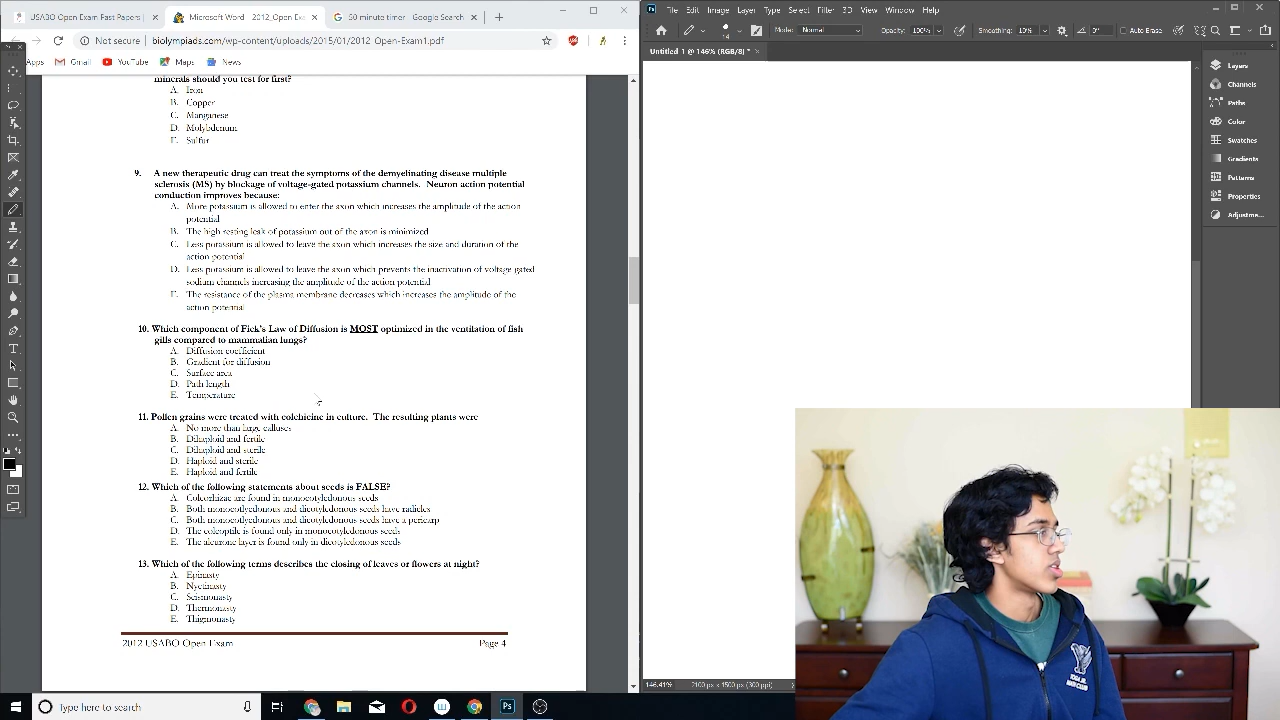 USABO Open Exam Past Papers
Microsoft Word - 2012_Open Exa
50 minute timer - Google Search
Ps File Edit Image Layer Type Select Filter 3D View Window Help
Not secure | biolympiads.com/wp-content/uploads/2015/01/2012-Open-Exam1.pdf
14 Mode: Normal Opacity: 100% Smoothing: 10% 0° Auto Erase
Apps Gmail YouTube Maps News
Untitled-1 @ 146% (RGB/8) *
minerals should you test for first?
A. Iron
B. Copper
C. Manganese
D. Molybdenum
E. Sulfur
9. A new therapeutic drug can treat the symptoms of the demyelinating disease multiple
sclerosis (MS) by blockage of voltage-gated potassium channels. Neuron action potential
conduction improves because:
A. More potassium is allowed to enter the axon which increases the amplitude of the action
potential
B. The high resting leak of potassium out of the axon is minimized
C. Less potassium is allowed to leave the axon which increases the size and duration of the
action potential
D. Less potassium is allowed to leave the axon which prevents the inactivation of voltage gated
sodium channels increasing the amplitude of the action potential
E. The resistance of the plasma membrane decreases which increases the amplitude of the
action potential
10. Which component of Fick's Law of Diffusion is MOST optimized in the ventilation of fish
gills compared to mammalian lungs?
A. Diffusion coefficient
B. Gradient for diffusion
C. Surface area
D. Path length
E. Temperature
11. Pollen grains were treated with colchicine in culture. The resulting plants were
A. No more than large calluses
B. Dihaploid and fertile
C. Dihaploid and sterile
D. Haploid and sterile
E. Haploid and fertile
12. Which of the following statements about seeds is FALSE?
A. Coleorhizae are found in monocotyledonous seeds
B. Both monocotlyedonous and dicotyledonous seeds have radicles
C. Both monocotlyedonous and dicotyledonous seeds have a pericarp
D. The coleoptile is found only in monocotyledonous seeds
E. The aleurone layer is found only in dicotyledonous seeds
13. Which of the following terms describes the closing of leaves or flowers at night?
A. Epinasty
B. Nyctinasty
C. Seismonasty
D. Thermonasty
E. Thigmonasty
2012 USABO Open Exam Page 4
Layers
Channels
Paths
Color
Swatches
Gradients
Patterns
Properties
Adjustme...
146.41% 2100 px x 1500 px (300 ppi)
Type here to search